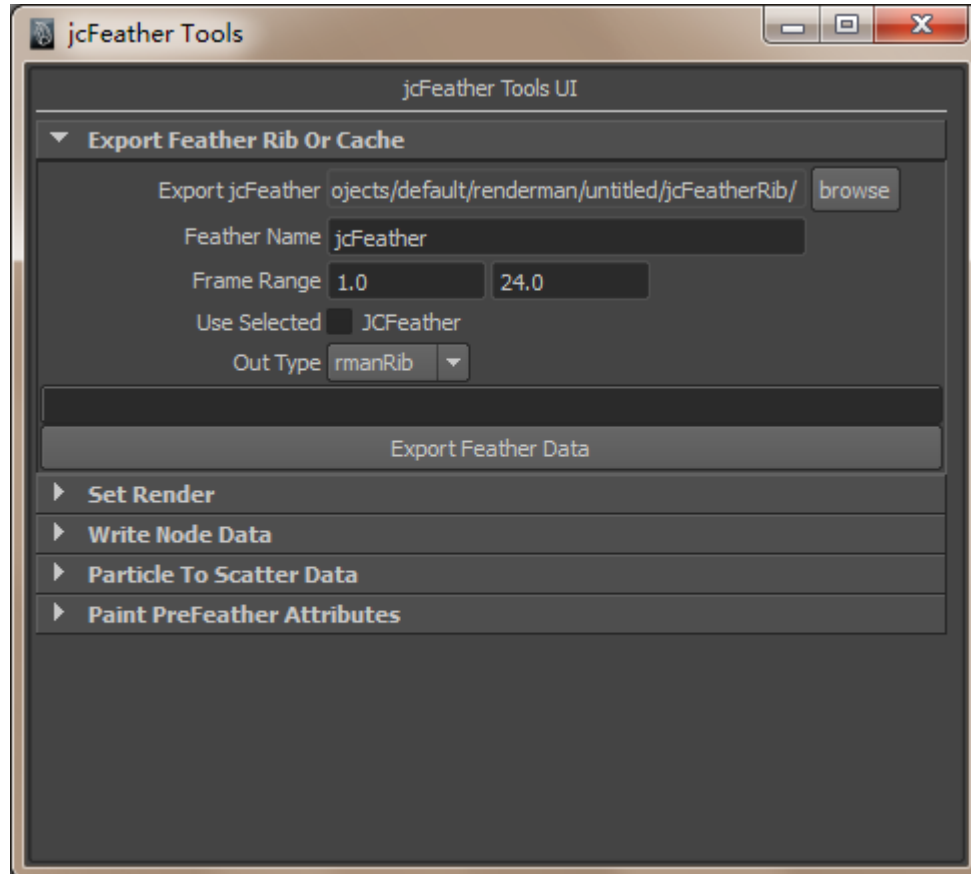 jcFeather Tools
jcFeather Tools UI
Export Feather Rib Or Cache
Export jcFeather ojects/default/renderman/untitled/jcFeatherRib/ browse
Feather Name jcFeather
Frame Range 1.0 24.0
Use Selected JCFeather
Out Type rmanRib
Export Feather Data
Set Render
Write Node Data
Particle To Scatter Data
Paint PreFeather Attributes